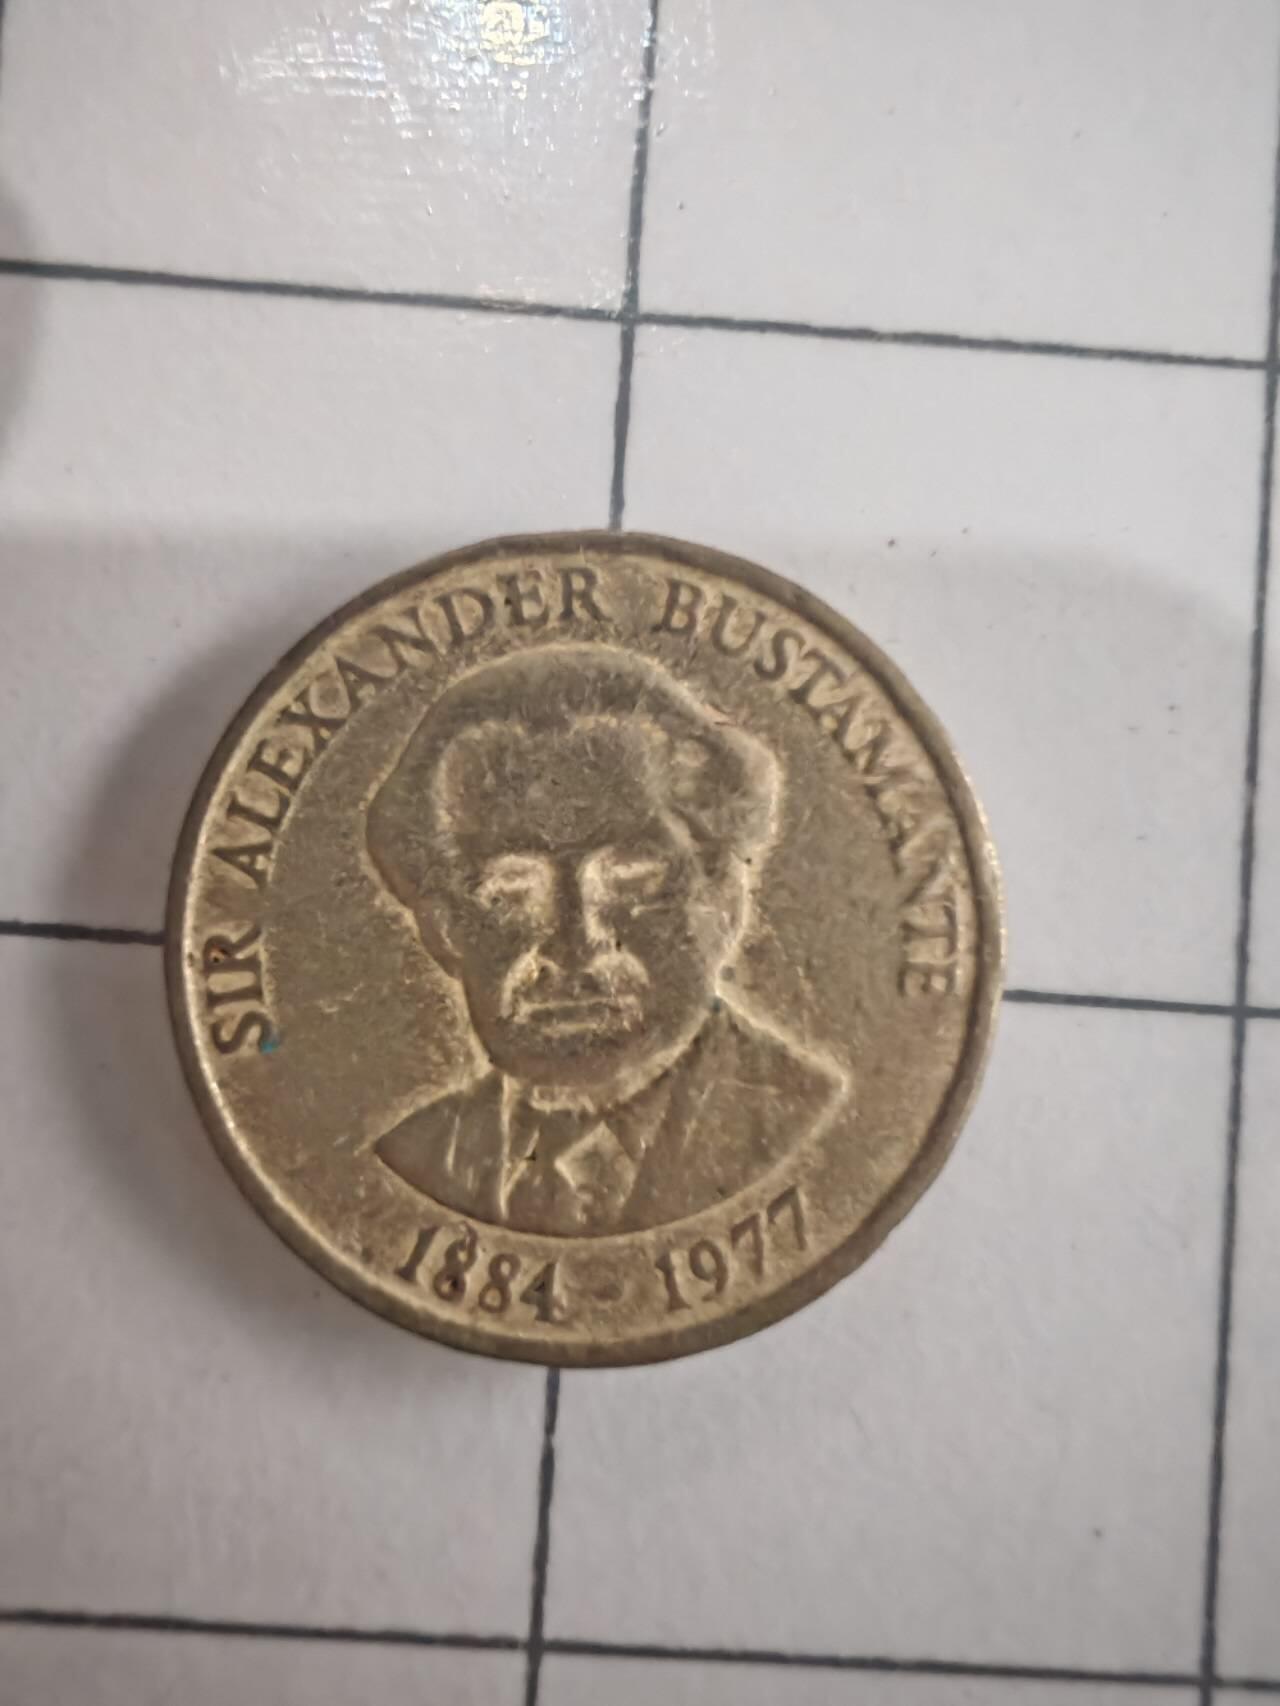 SIR ALEXANDER BUSTAMANTE
1884 - 1977